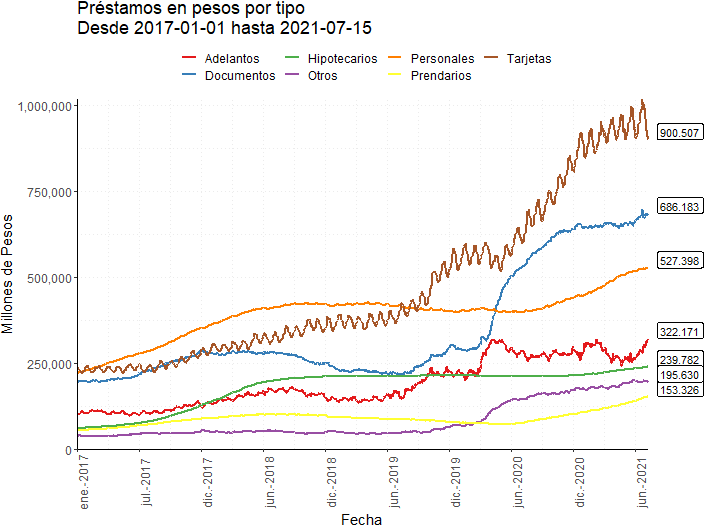 Préstamos en pesos por tipo
Desde 2017-01-01 hasta 2021-07-15
Adelantos Hipotecarios Personales Tarjetas
Documentos Otros Prendarios
Millones de Pesos
1,000,000
750,000
500,000
250,000
0
900.507
686.183
527.398
322.171
239.782
195.630
153.326
ene.-2017
jul.-2017
dic.-2017
jun.-2018
dic.-2018
jun.-2019
dic.-2019
jun.-2020
dic.-2020
jun.-2021
Fecha